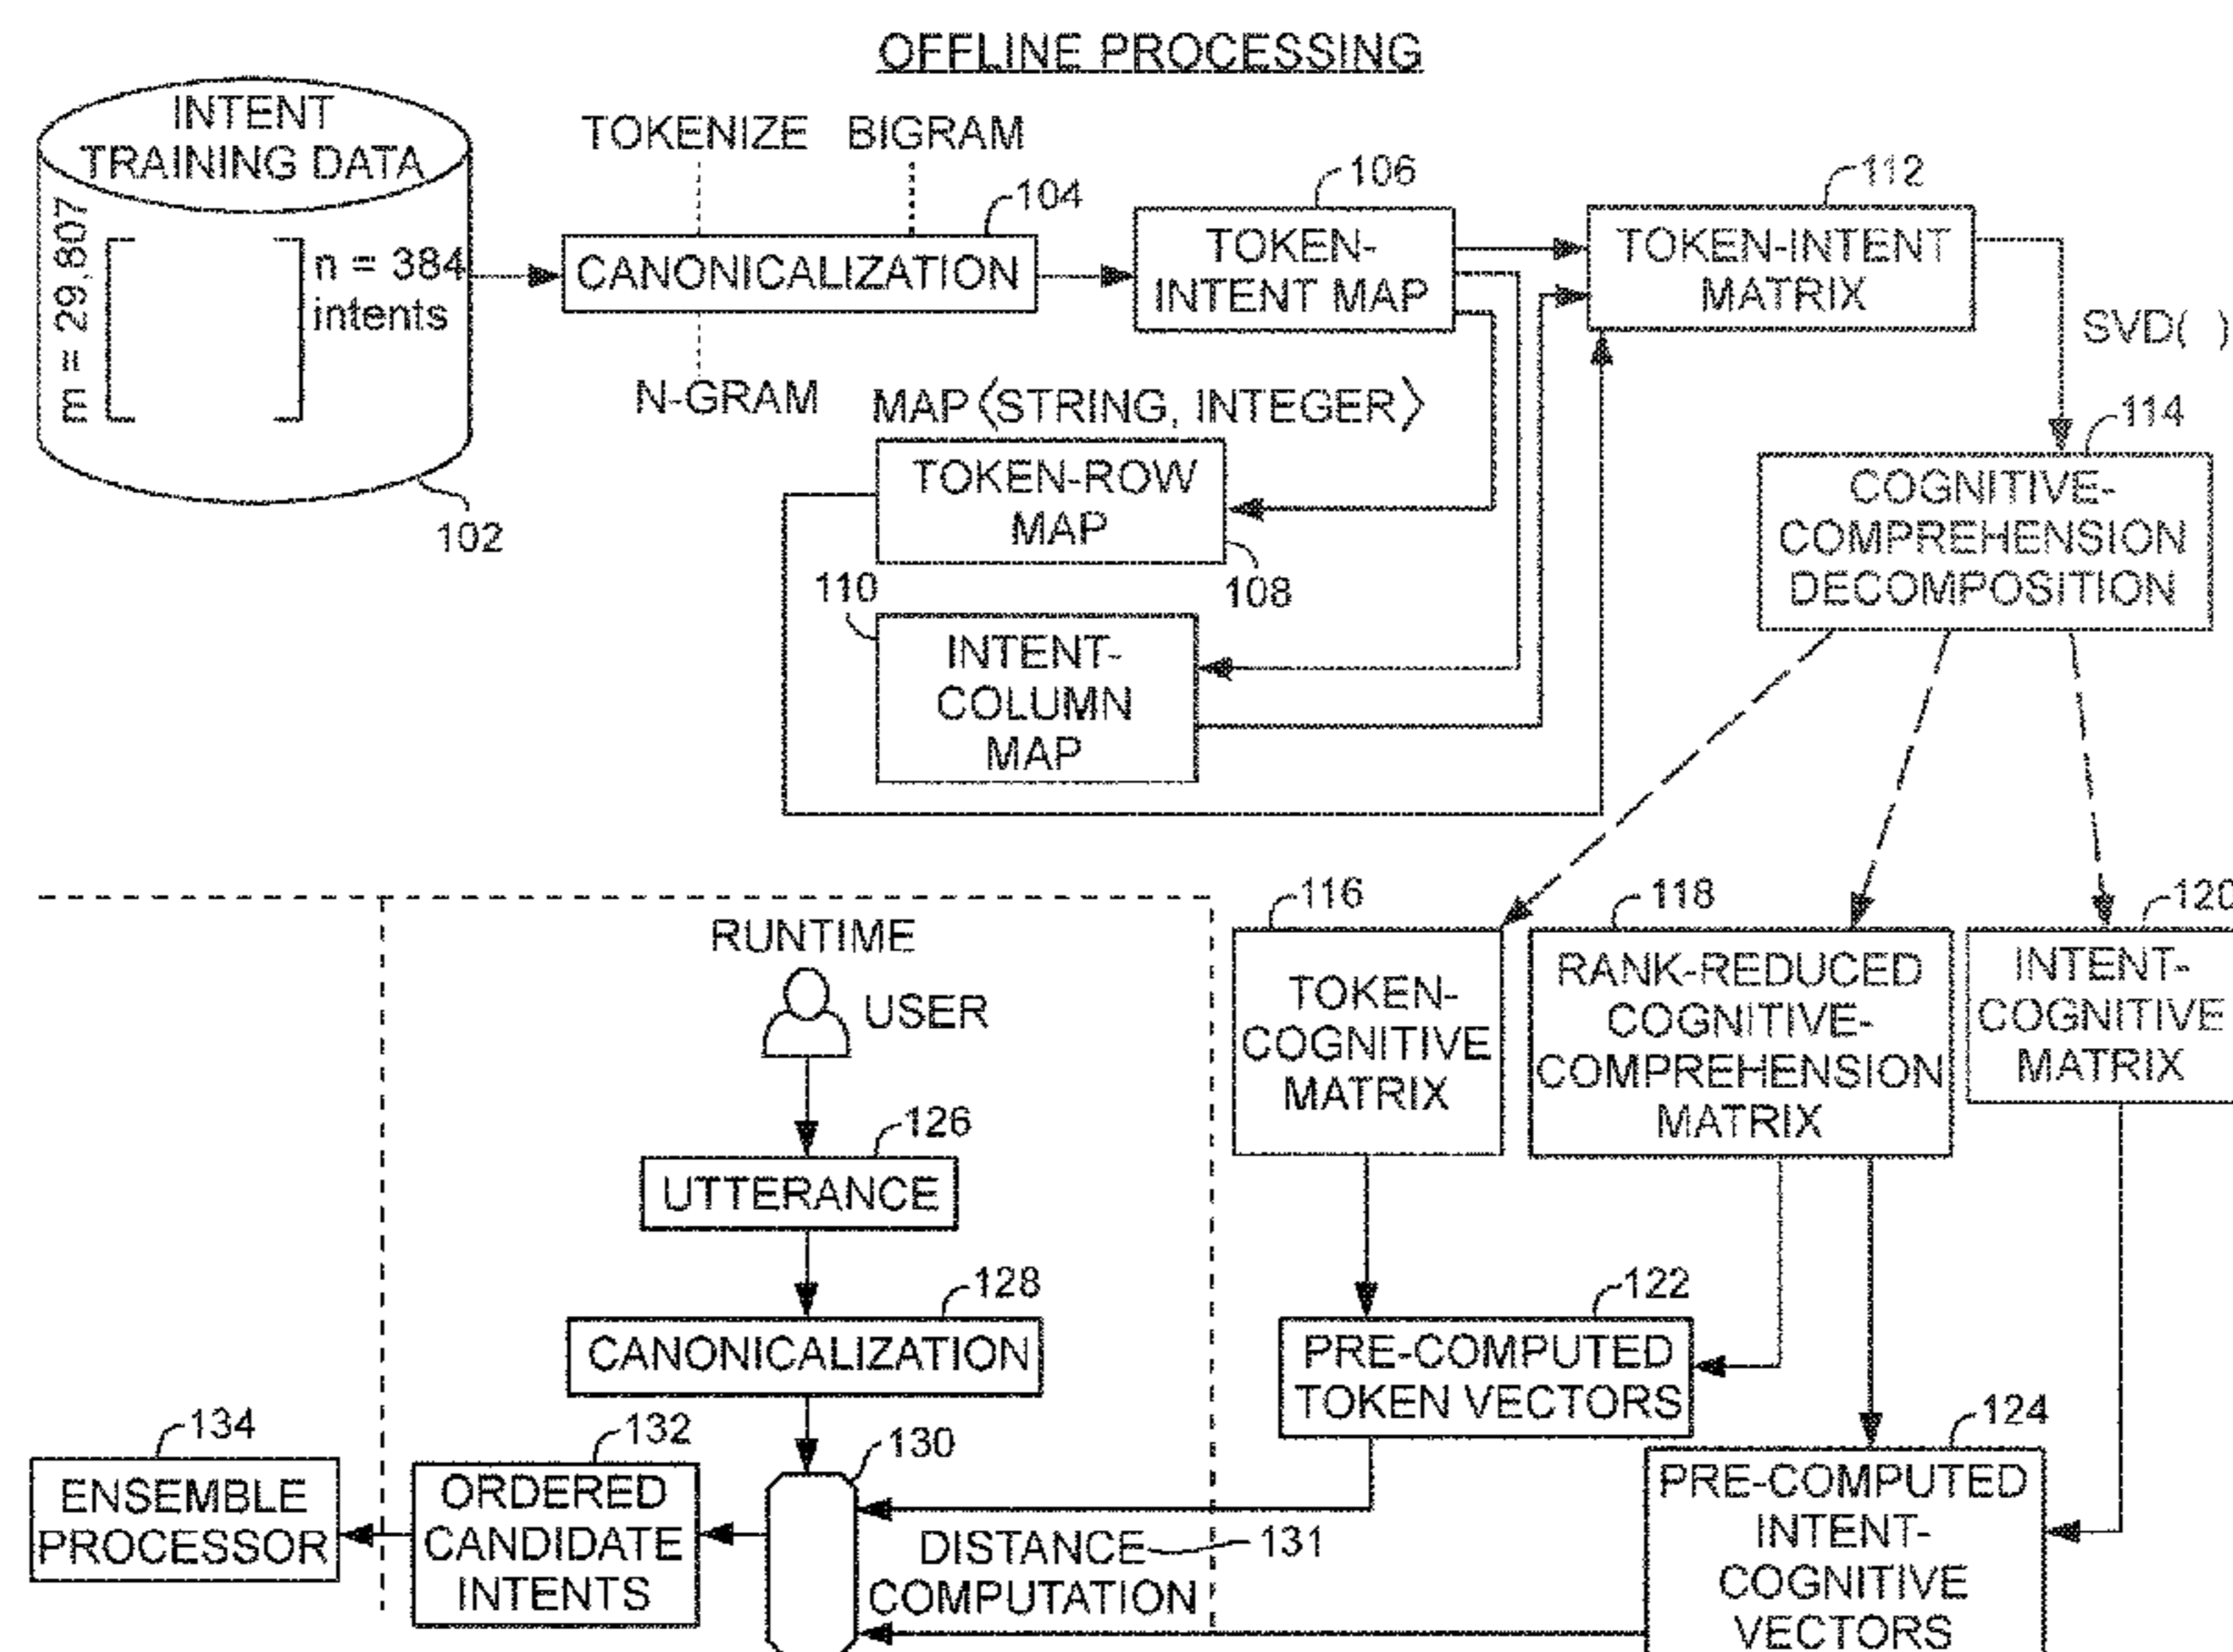 OFFLINE PROCESSING
INTENT
TRAINING DATA
m = 29,807
n = 384
intents
102
TOKENIZE
BIGRAM
104
CANONICALIZATION
N-GRAM
106
TOKEN-
INTENT MAP
112
TOKEN-INTENT
MATRIX
SVD( )
MAP〈STRING, INTEGER〉
TOKEN-ROW
MAP
108
110
INTENT-
COLUMN
MAP
114
COGNITIVE-
COMPREHENSION
DECOMPOSITION
116
TOKEN-
COGNITIVE
MATRIX
118
RANK-REDUCED
COGNITIVE-
COMPREHENSION
MATRIX
120
INTENT-
COGNITIVE
MATRIX
RUNTIME
USER
126
UTTERANCE
128
CANONICALIZATION
122
PRE-COMPUTED
TOKEN VECTORS
124
PRE-COMPUTED
INTENT-
COGNITIVE
VECTORS
134
ENSEMBLE
PROCESSOR
132
ORDERED
CANDIDATE
INTENTS
130
DISTANCE
COMPUTATION
131